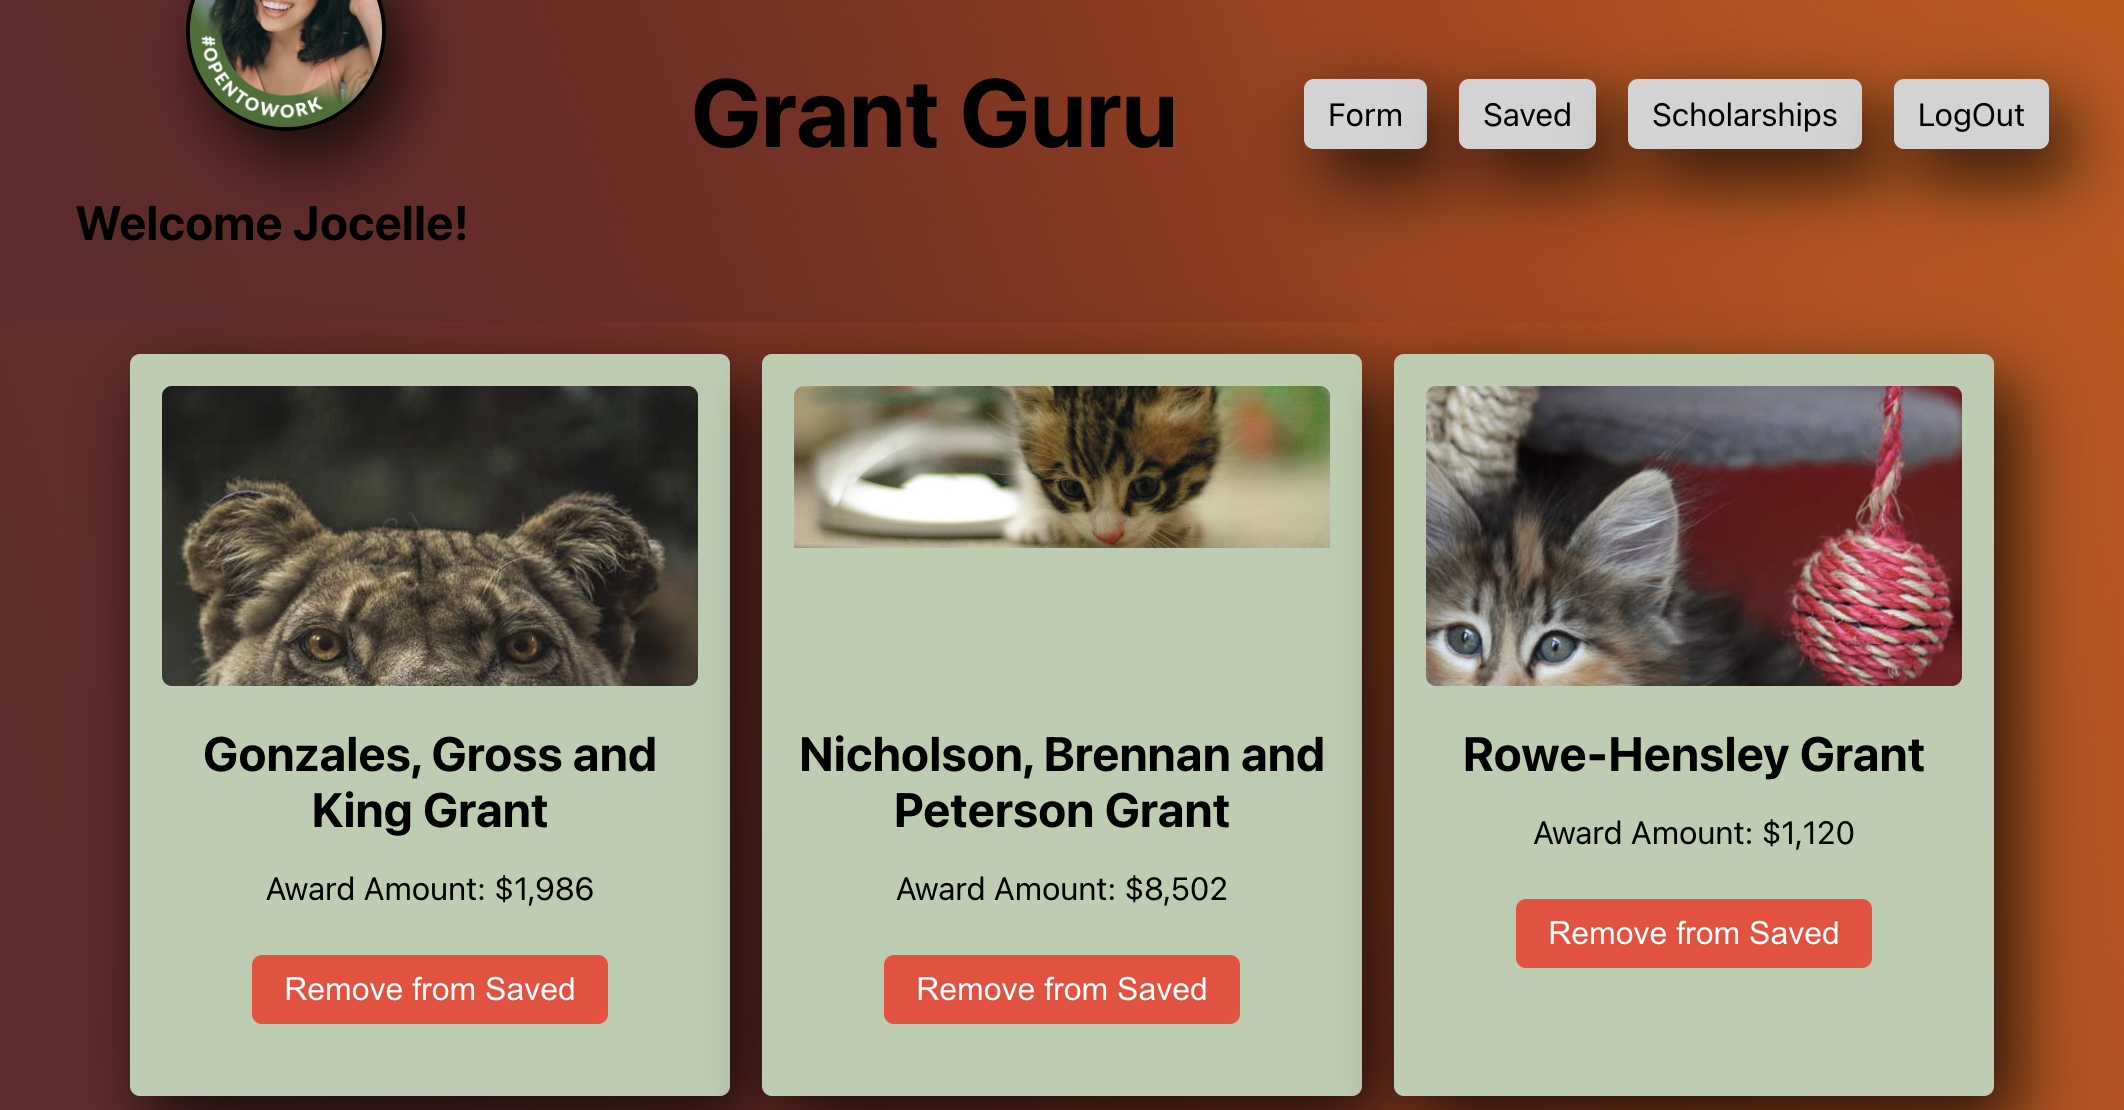 #OPENTOWORK
Grant Guru
Form
Saved
Scholarships
LogOut
Welcome Jocelle!
Gonzales, Gross and
King Grant
Award Amount: $1,986
Remove from Saved
Nicholson, Brennan and
Peterson Grant
Award Amount: $8,502
Remove from Saved
Rowe-Hensley Grant
Award Amount: $1,120
Remove from Saved